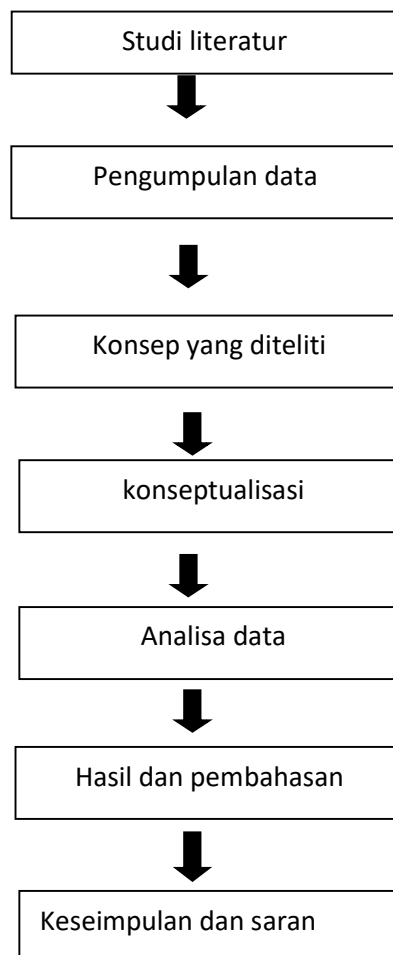 Studi literatur
Pengumpulan data
Konsep yang diteliti
konseptualisasi
Analisa data
Hasil dan pembahasan
Keseimpulan dan saran